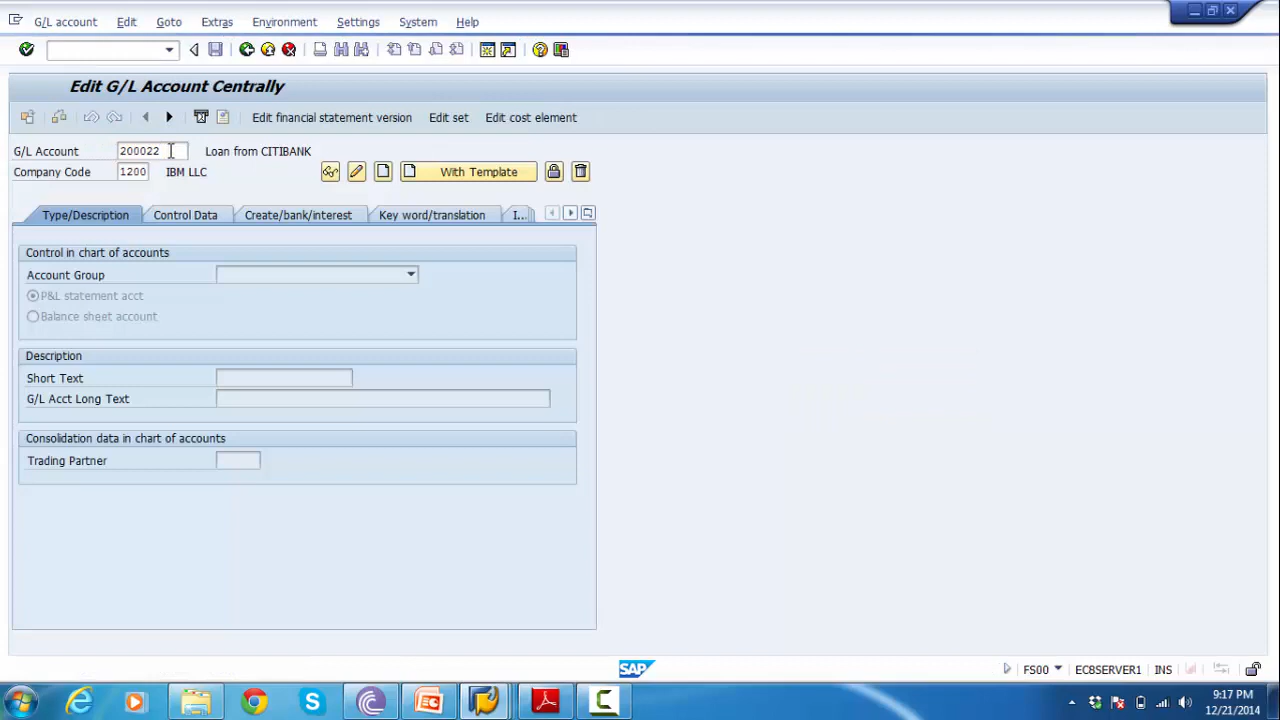 G/L account Edit Goto Extras Environment Settings System Help
Edit G/L Account Centrally
Edit financial statement version Edit set Edit cost element
G/L Account 200022 Loan from CITIBANK
Company Code 1200 IBM LLC With Template
Type/Description Control Data Create/bank/interest Key word/translation I...
Control in chart of accounts
Account Group
P&L statement acct
Balance sheet account
Description
Short Text
G/L Acct Long Text
Consolidation data in chart of accounts
Trading Partner
SAP FS00 EC8SERVER1 INS
9:17 PM
12/21/2014